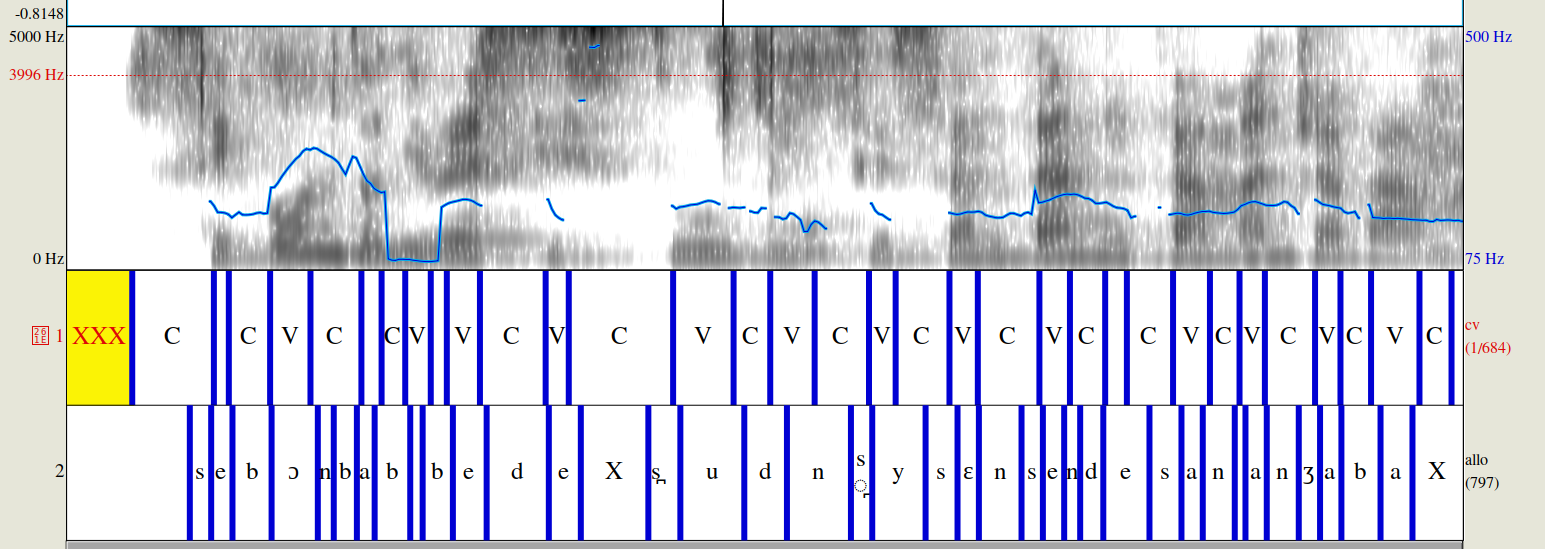 -0.8148
5000 Hz
500 Hz
3996 Hz
0 Hz
75 Hz
1 XXX C C V C C V V C V C V C V C V C V C V C C V C V C V C V C
cv
(1/684)
2 s e b ɔ n b a b b e d e X s̚ u d n s ◌̚ y s ɛ n s e n d e s a n a n ʒ a b a X
allo
(797)